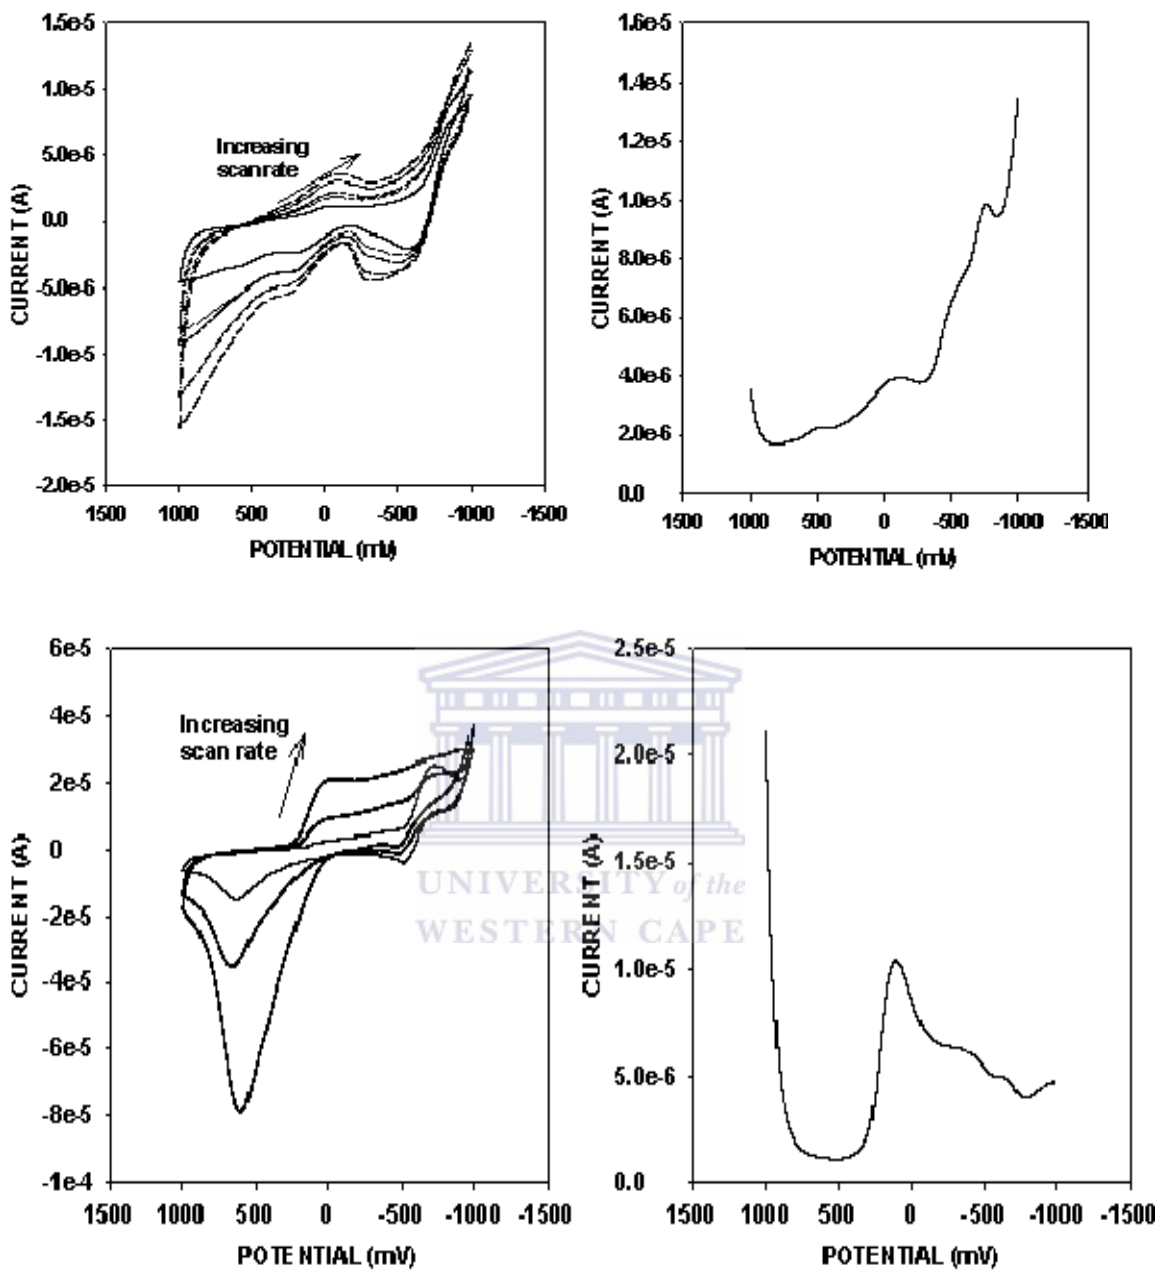 1.5e-5
1.0e-5
5.0e-6
0.0
-5.0e-6
-1.0e-5
-1.5e-5
-2.0e-5
CURRENT (A)
Increasing
scan rate
1500 1000 500 0 -500 -1000 -1500
POTENTIAL (mV)
1.6e-5
1.4e-5
1.2e-5
1.0e-5
8.0e-6
6.0e-6
4.0e-6
2.0e-6
0.0
CURRENT (A)
1500 1000 500 0 -500 -1000 -1500
POTENTIAL (mV)
6e-5
4e-5
2e-5
0
-2e-5
-4e-5
-6e-5
-8e-5
-1e-4
CURRENT (A)
Increasing
scan rate
1500 1000 500 0 -500 -1000 -1500
POTENTIAL (mV)
2.5e-5
2.0e-5
1.5e-5
1.0e-5
5.0e-6
0.0
CURRENT (A)
1500 1000 500 0 -500 -1000 -1500
POTENTIAL (mV)
UNIVERSITY of the
WESTERN CAPE